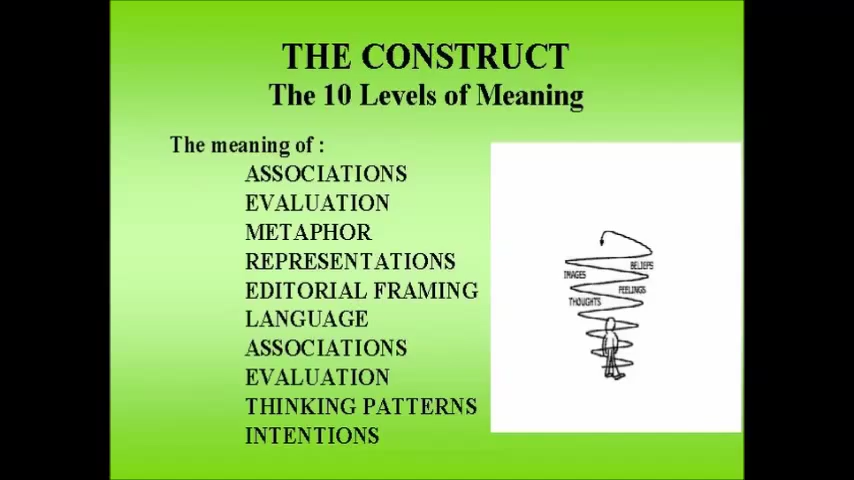 THE CONSTRUCT
The 10 Levels of Meaning
The meaning of :
ASSOCIATIONS
EVALUATION
METAPHOR
REPRESENTATIONS
EDITORIAL FRAMING
LANGUAGE
ASSOCIATIONS
EVALUATION
THINKING PATTERNS
INTENTIONS
BELIEFS
IMAGES
FEELINGS
THOUGHTS